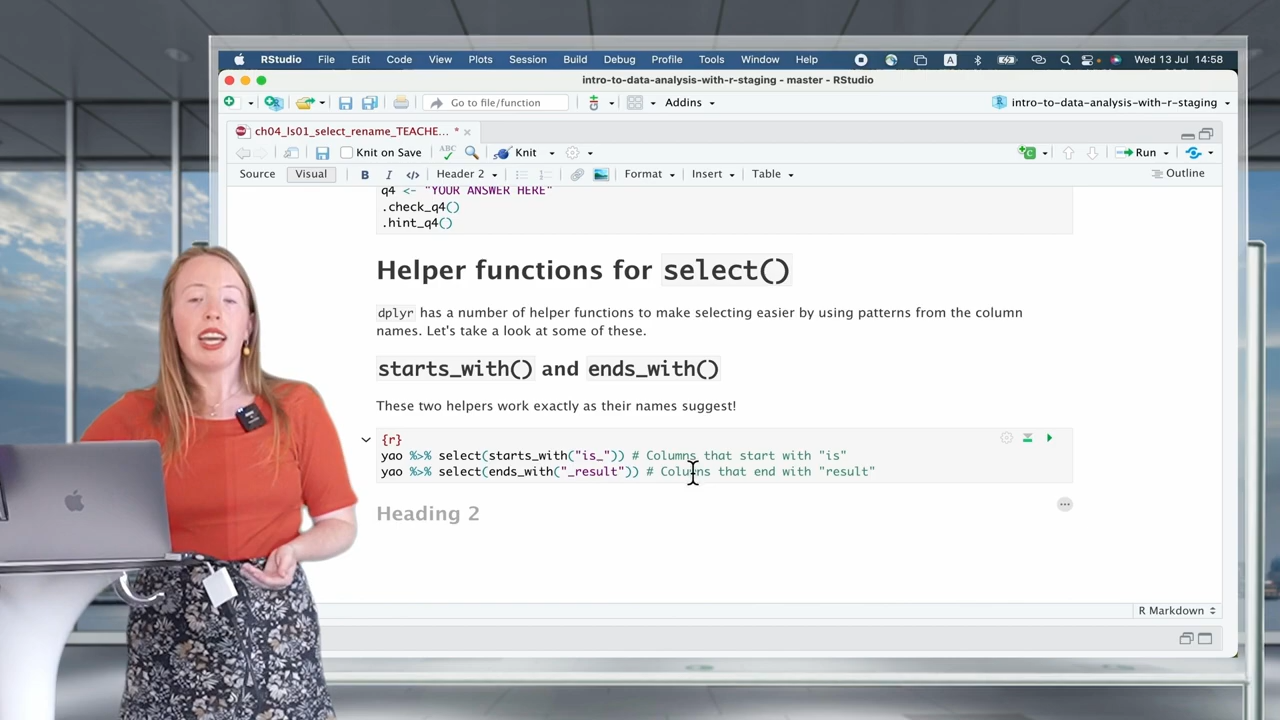 RStudio File Edit Code View Plots Session Build Debug Profile Tools Window Help A Wed 13 Jul 14:58
intro-to-data-analysis-with-r-staging - master - RStudio
Go to file/function Addins intro-to-data-analysis-with-r-staging
ch04_ls01_select_rename_TEACHE... *
Knit on Save ABC Knit Run
Source Visual B I </> Header 2 Format Insert Table Outline
q4 <- "YOUR ANSWER HERE"
.check_q4()
.hint_q4()
Helper functions for select()
dplyr has a number of helper functions to make selecting easier by using patterns from the column
names. Let's take a look at some of these.
starts_with() and ends_with()
These two helpers work exactly as their names suggest!
{r}
yao %>% select(starts_with("is_")) # Columns that start with "is"
yao %>% select(ends_with("_result")) # Columns that end with "result"
Heading 2
R Markdown